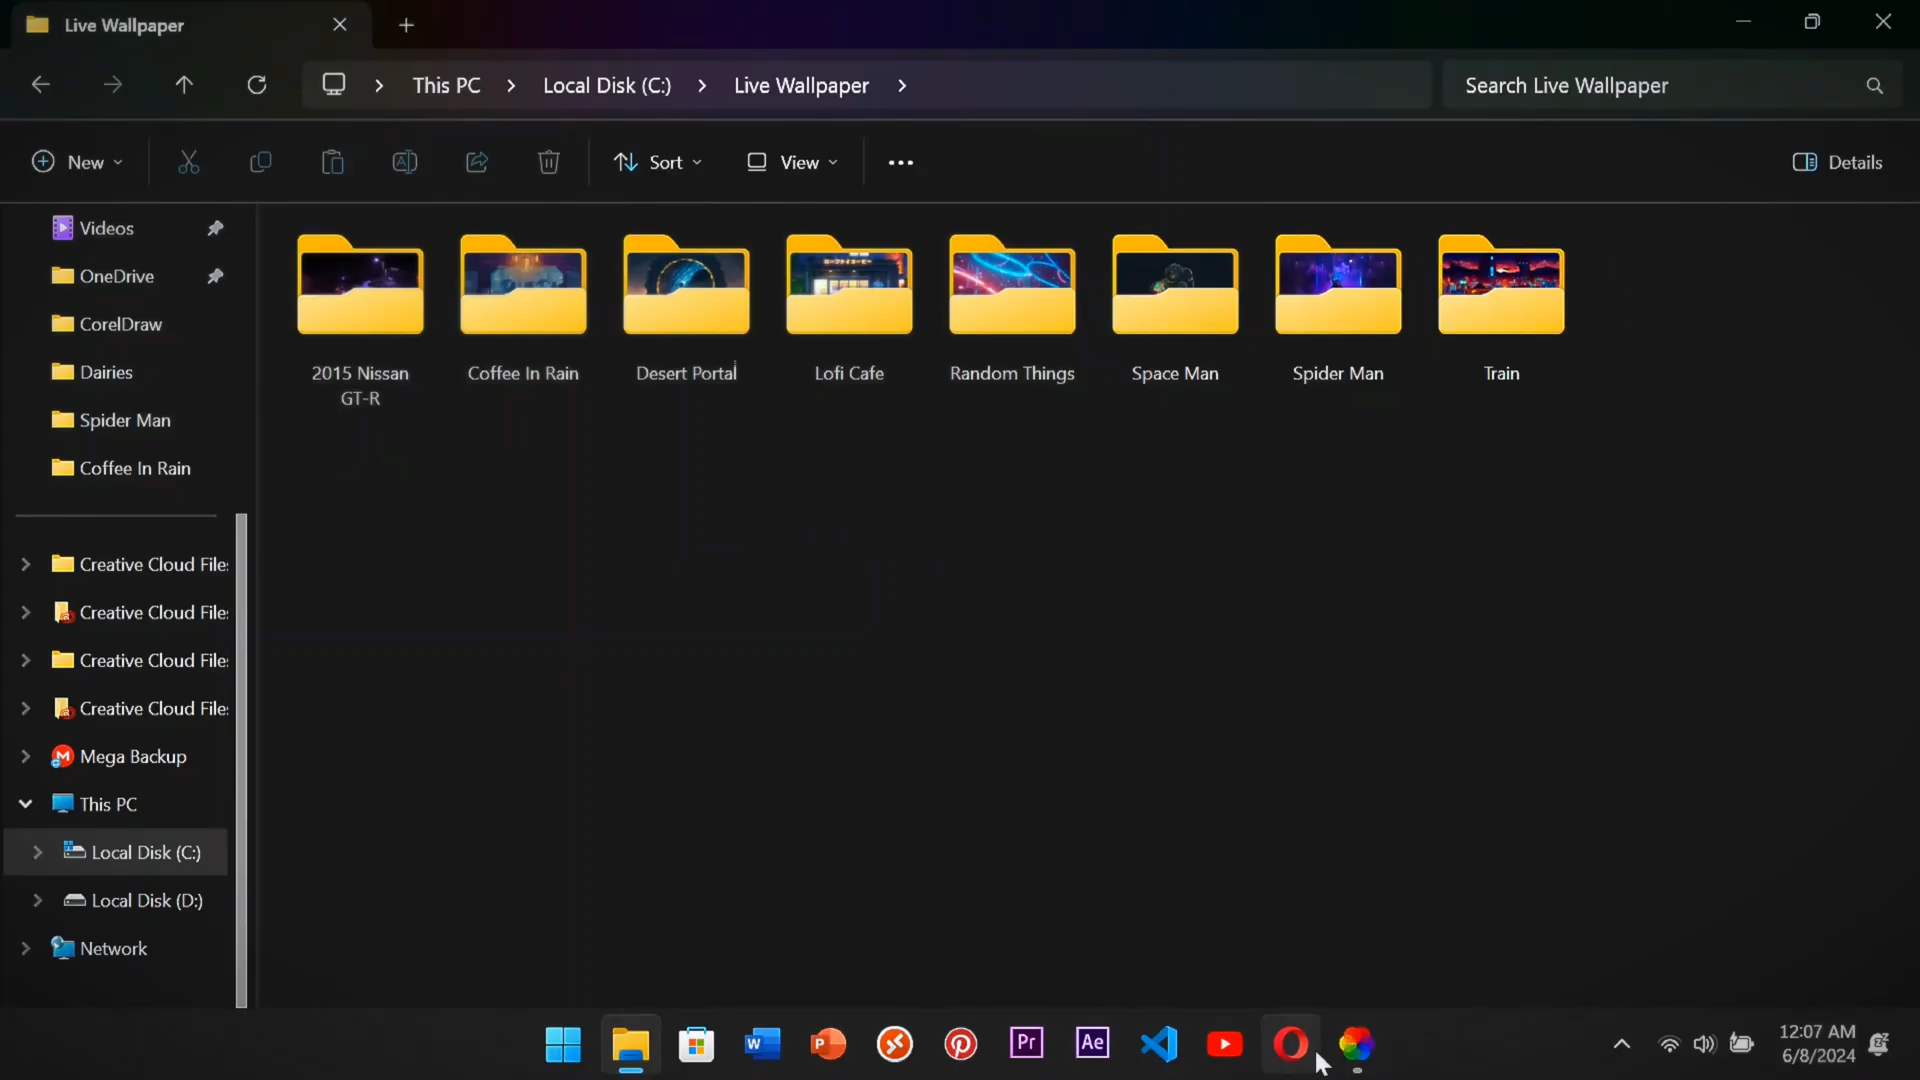 Live Wallpaper
This PC
Local Disk (C:)
Live Wallpaper
Search Live Wallpaper
New
Sort
View
Details
Videos
OneDrive
CorelDraw
Dairies
Spider Man
Coffee In Rain
Creative Cloud File
Creative Cloud File
Creative Cloud File
Creative Cloud File
Mega Backup
This PC
Local Disk (C:)
Local Disk (D:)
Network
2015 Nissan
GT-R
Coffee In Rain
Desert Portal
Lofi Cafe
Random Things
Space Man
Spider Man
Train
W
P
Pr
Ae
12:07 AM
6/8/2024